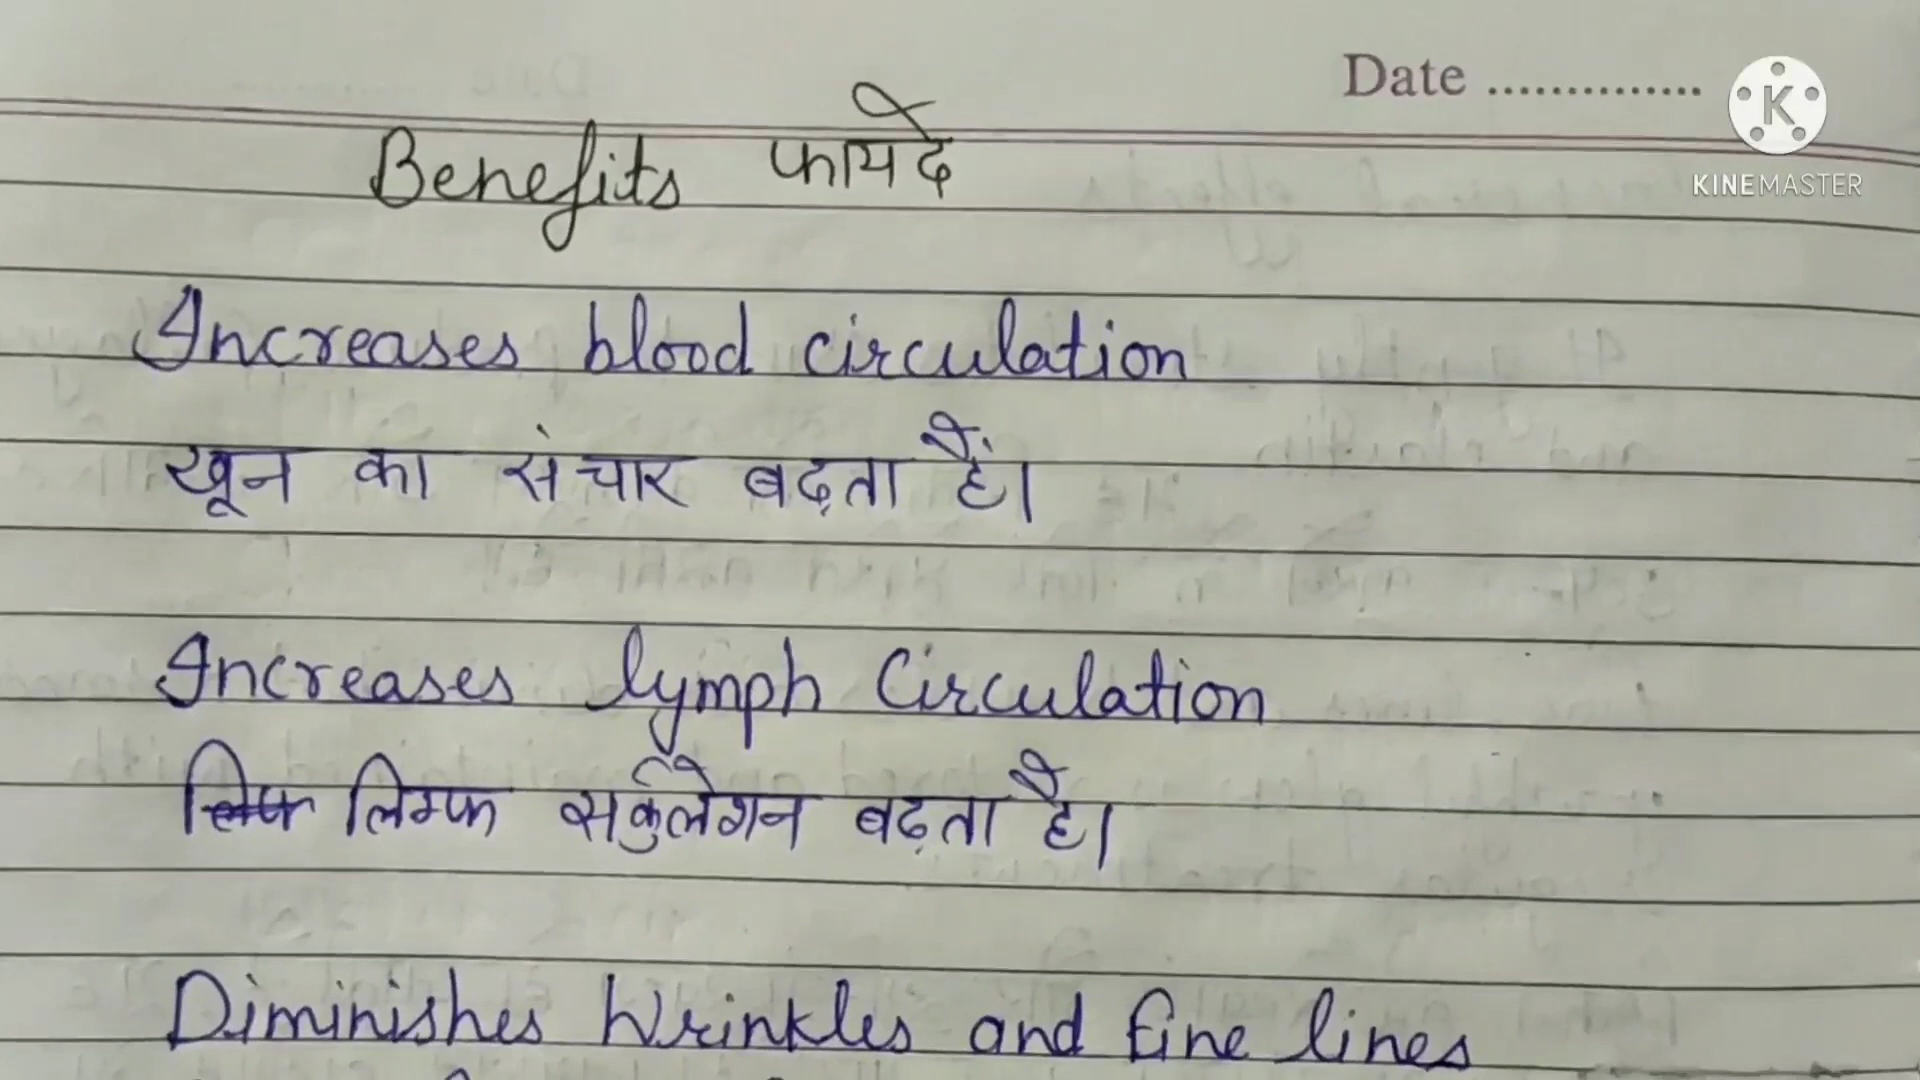 Date ..............
KINEMASTER
Benefits फायदे
Increases blood circulation
खून का संचार बढ़ता हैं।
Increases lymph Circulation
लिम्फ सर्कुलेशन बढ़ता है।
Diminishes Wrinkles and fine lines